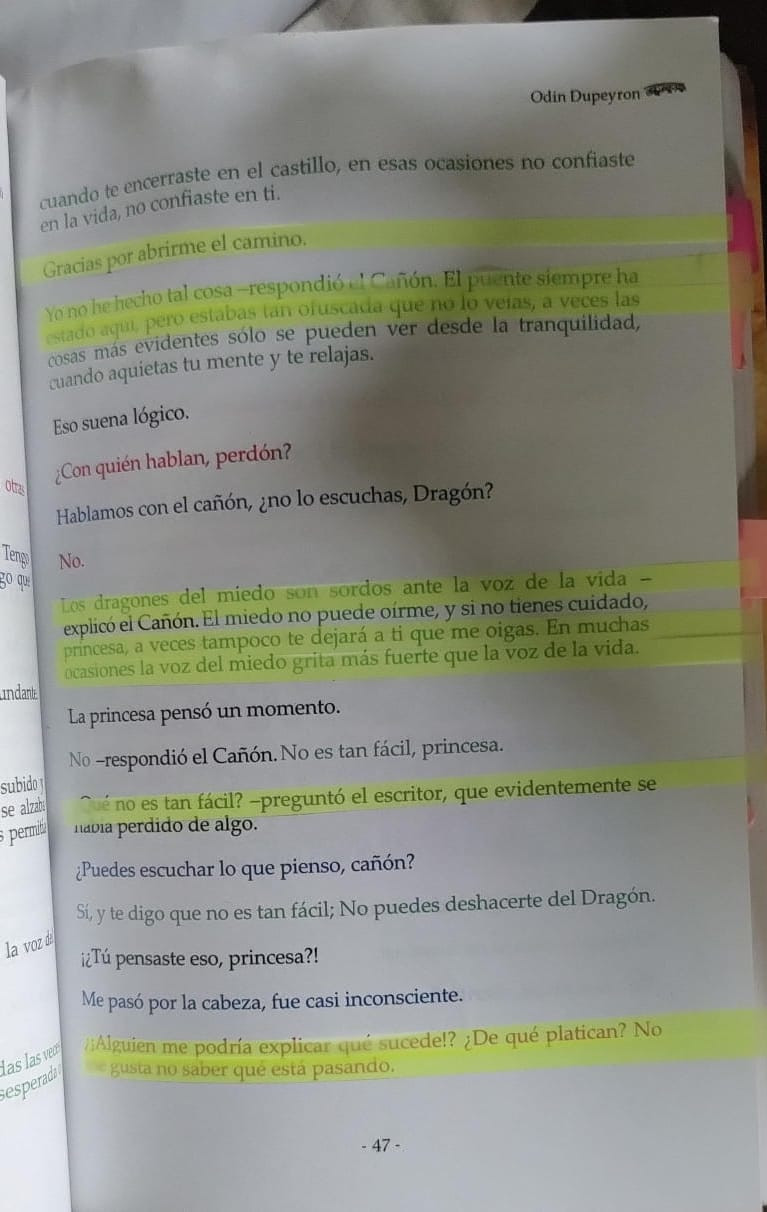 Odin Dupeyron
cuando te encerraste en el castillo, en esas ocasiones no confiaste
en la vida, no confiaste en ti.
Gracias por abrirme el camino.
Yo no he hecho tal cosa –respondió el Cañón. El puente siempre ha
estado aquí, pero estabas tan ofuscada que no lo veías, a veces las
cosas más evidentes sólo se pueden ver desde la tranquilidad,
cuando aquietas tu mente y te relajas.
Eso suena lógico.
¿Con quién hablan, perdón?
Hablamos con el cañón, ¿no lo escuchas, Dragón?
No.
Los dragones del miedo son sordos ante la voz de la vida –
explicó el Cañón. El miedo no puede oírme, y si no tienes cuidado,
princesa, a veces tampoco te dejará a ti que me oigas. En muchas
ocasiones la voz del miedo grita más fuerte que la voz de la vida.
La princesa pensó un momento.
No –respondió el Cañón. No es tan fácil, princesa.
¿Qué no es tan fácil? –preguntó el escritor, que evidentemente se
había perdido de algo.
¿Puedes escuchar lo que pienso, cañón?
Sí, y te digo que no es tan fácil; No puedes deshacerte del Dragón.
¡¿Tú pensaste eso, princesa?!
Me pasó por la cabeza, fue casi inconsciente.
¿¡Alguien me podría explicar qué sucede!? ¿De qué platican? No
me gusta no saber qué está pasando.
- 47 -
otras
Tengo
go que
undante
subido y
se alzaba
s permitía
la voz de
das las veces
sesperada